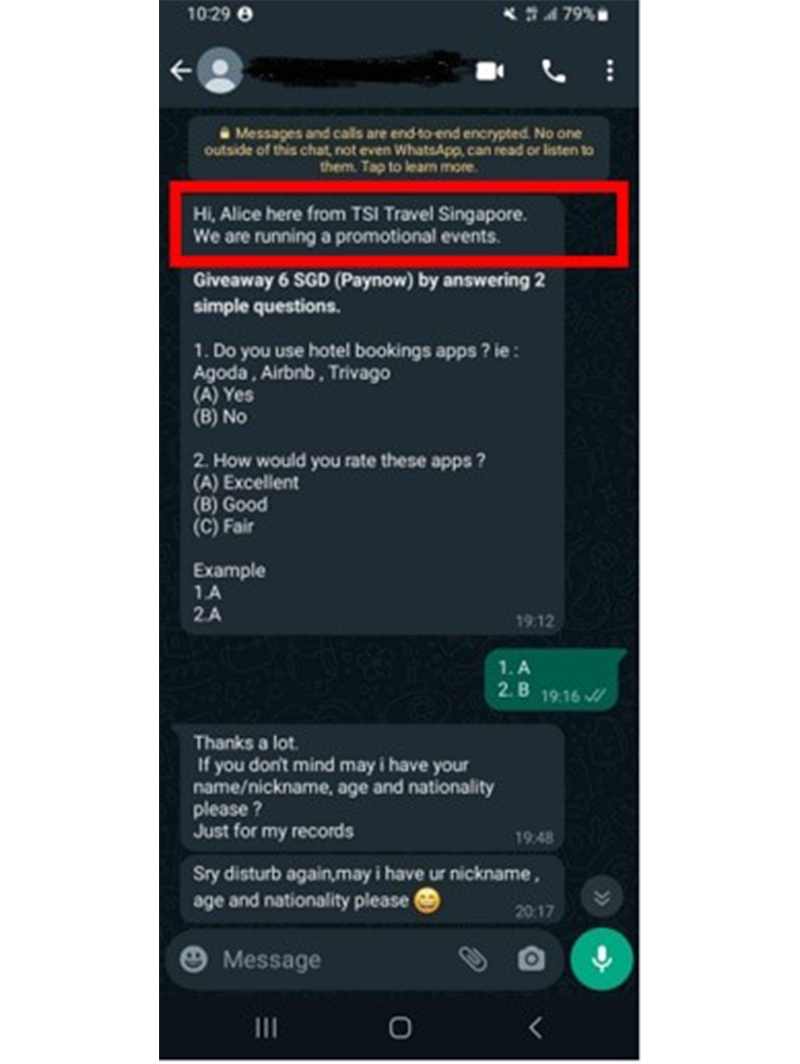 10:29
79%
Messages and calls are end-to-end encrypted. No one
outside of this chat, not even WhatsApp, can read or listen to
them. Tap to learn more.
Hi, Alice here from TSI Travel Singapore.
We are running a promotional events.
Giveaway 6 SGD (Paynow) by answering 2
simple questions.
1. Do you use hotel bookings apps ? ie :
Agoda , Airbnb , Trivago
(A) Yes
(B) No
2. How would you rate these apps ?
(A) Excellent
(B) Good
(C) Fair
Example
1.A
2.A
19:12
1. A
2. B
19:16
Thanks a lot.
If you don't mind may i have your
name/nickname, age and nationality
please ?
Just for my records
19:48
Sry disturb again,may i have ur nickname ,
age and nationality please 😄
20:17
Message